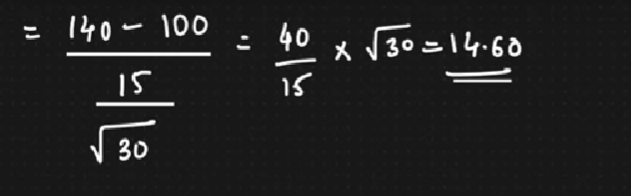 = (140 - 100) / (15 / √30) = 40/15 × √30 = 14.60